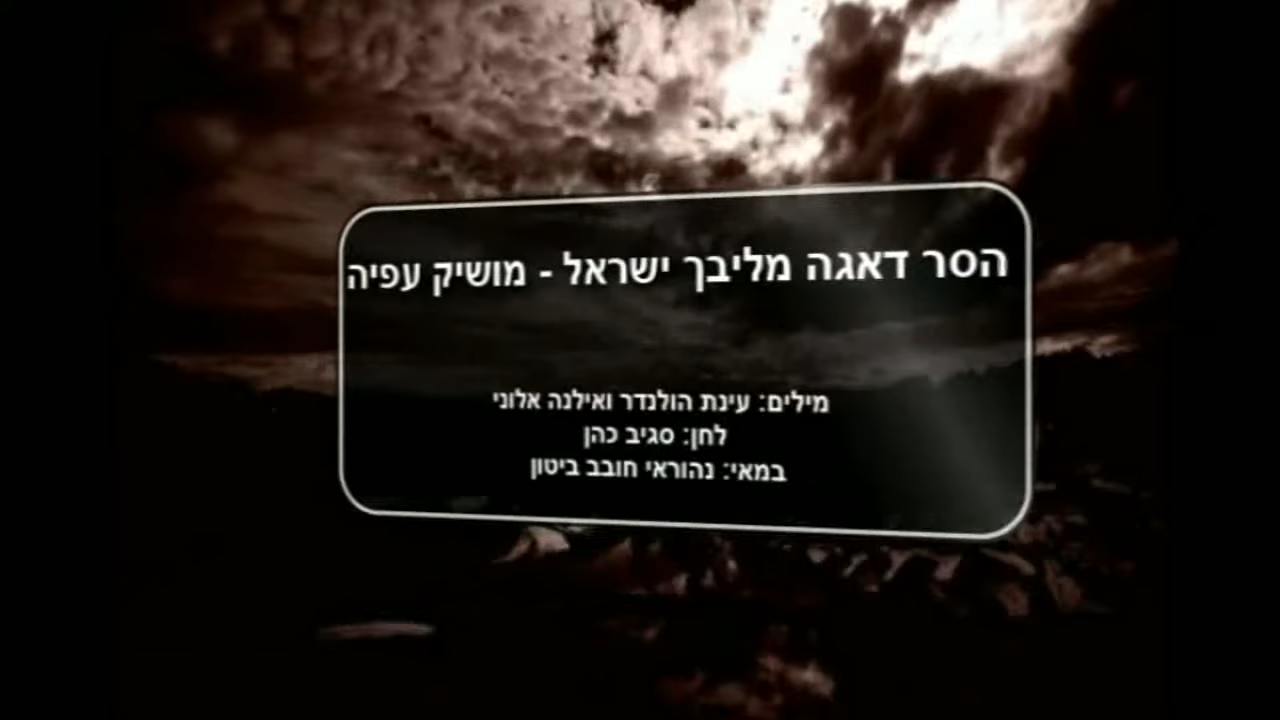 הסר דאגה מליבך ישראל - מושיק עפיה
מילים: עינת הולנדר ואילנה אלוני
לחן: סגיב כהן
במאי: נהוראי חובב ביטון